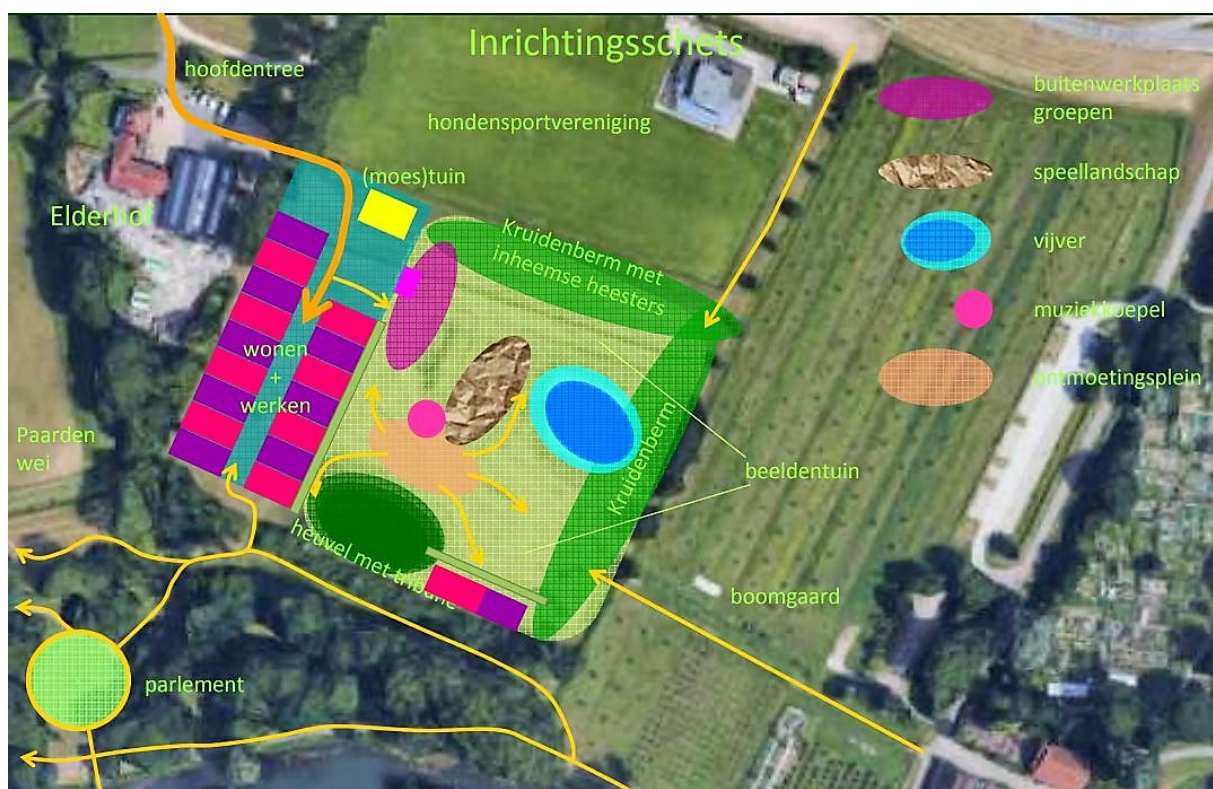 Inrichtingsschets
hoofdentree
hondensportvereniging
(moes)tuin
Elderhof
Kruidenberm met
inheemse heesters
wonen
+
werken
Paarden
wei
Kruidenberm
beeldentuin
heuvel met tribune
boomgaard
parlement
buitenwerkplaats
groepen
speellandschap
vijver
muziekkoepel
ontmoetingsplein